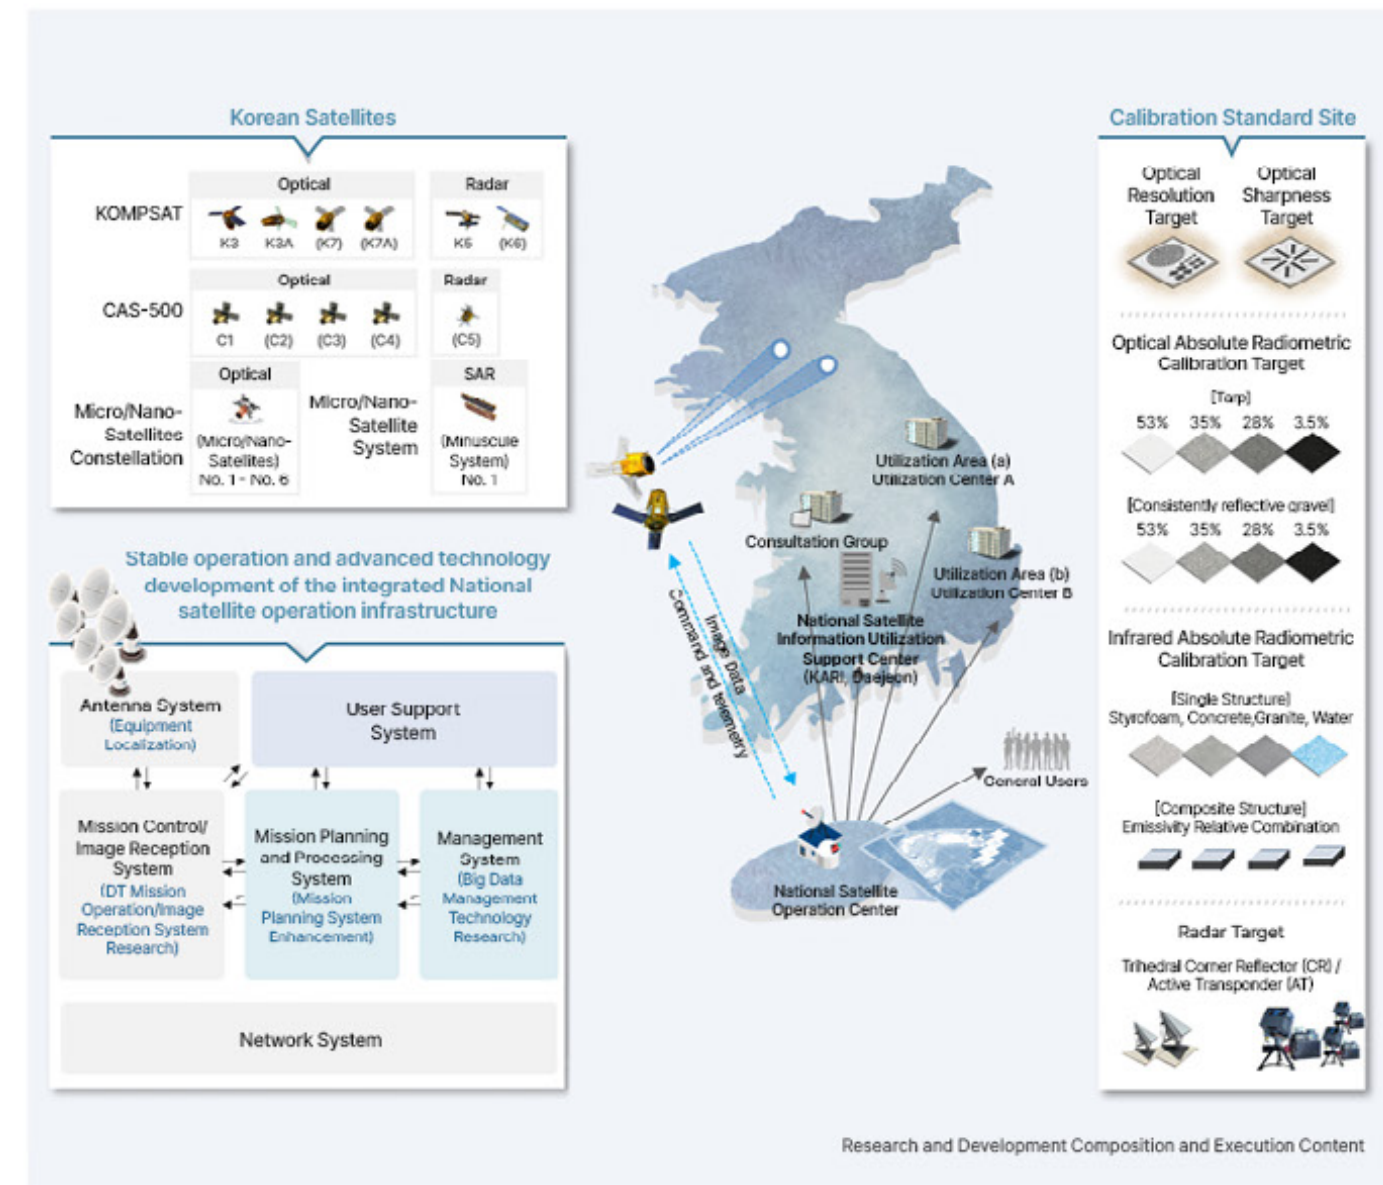 Korean Satellites
Optical
Radar
KOMPSAT
K3
K3A
(K7)
(K7A)
K5
(K6)
Optical
Radar
CAS-500
C1
(C2)
(C3)
(C4)
(C5)
Optical
SAR
Micro/Nano-
Satellites
Constellation
(Micro/Nano-
Satellites)
No. 1 - No. 6
Micro/Nano-
Satellite
System
(Minuscule
System)
No. 1
Stable operation and advanced technology
development of the integrated National
satellite operation infrastructure
Antenna System
(Equipment
Localization)
User Support
System
Mission Control/
Image Reception
System
(DT Mission
Operation/Image
Reception System
Research)
Mission Planning
and Processing
System
(Mission
Planning System
Enhancement)
Management
System
(Big Data
Management
Technology
Research)
Network System
Utilization Area (a)
Utilization Center A
Consultation Group
Utilization Area (b)
Utilization Center B
National Satellite
Information Utilization
Support Center
(KARI, Daejeon)
Image Data
Command and telemetry
General Users
National Satellite
Operation Center
Calibration Standard Site
Optical
Resolution
Target
Optical
Sharpness
Target
Optical Absolute Radiometric
Calibration Target
[Tarp]
53% 35% 28% 3.5%
[Consistently reflective gravel]
53% 35% 28% 3.5%
Infrared Absolute Radiometric
Calibration Target
[Single Structure]
Styrofoam, Concrete,Granite, Water
[Composite Structure]
Emissivity Relative Combination
Radar Target
Trihedral Corner Reflector (CR) /
Active Transponder (AT)
Research and Development Composition and Execution Content